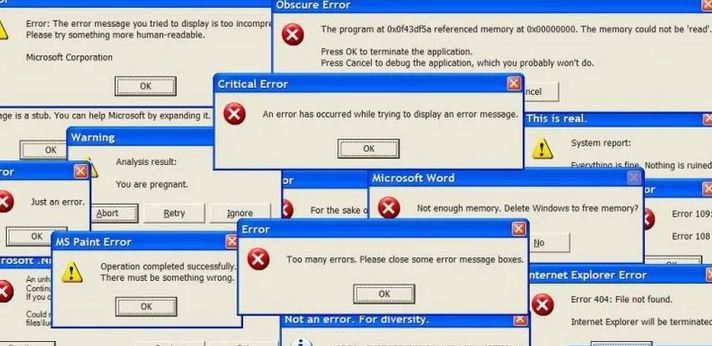 Error: The error message you tried to display is too
Please try something more human-readable.
Microsoft Corporation
OK
Obscure Error
The program at 0x0f43df5a referenced memory at 0x00000000. The memory could not be 'read'.
Press OK to terminate the application.
Press Cancel to debug the application, which you probably won't do.
ncel
Critical Error
An error has occurred while trying to display an error message.
OK
age is a stub. You can help Microsoft by expanding it.
OK
Warning
Analysis result:
You are pregnant.
Abort
Retry
Ignore
This is real.
System report:
Everything is fine. Nothing is ruined
ror
Just an error.
OK
or
For the sake o
Microsoft Word
Not enough memory. Delete Windows to free memory?
No
or
Error 109:
Error 108
MS Paint Error
Operation completed successfully.
There must be something wrong.
OK
Error
Too many errors. Please close some error message boxes.
OK
rosoft .N
An unh
Contin
If you c
Could n
files\luc
Internet Explorer Error
Error 404: File not found.
Internet Explorer will be terminated
Not an error. For diversity.